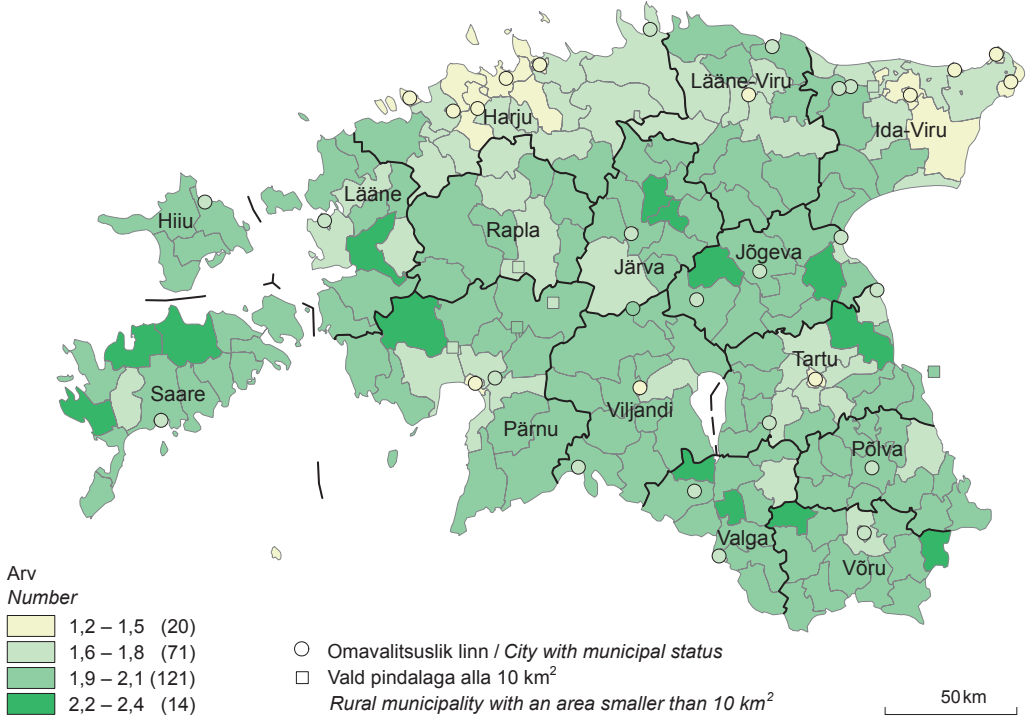 Harju
Lääne-Viru
Ida-Viru
Lääne
Hiiu
Rapla
Järva
Jõgeva
Tartu
Saare
Pärnu
Viljandi
Põlva
Valga
Võru
Arv
Number
1,2 – 1,5 (20)
1,6 – 1,8 (71)
1,9 – 2,1 (121)
2,2 – 2,4 (14)
Omavalitsuslik linn / City with municipal status
Vald pindalaga alla 10 km²
Rural municipality with an area smaller than 10 km²
50 km